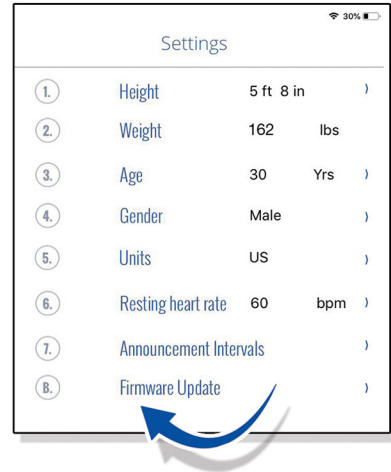 30%
Settings
1. Height 5 ft 8 in
2. Weight 162 lbs
3. Age 30 Yrs
4. Gender Male
5. Units US
6. Resting heart rate 60 bpm
7. Announcement Intervals
B. Firmware Update